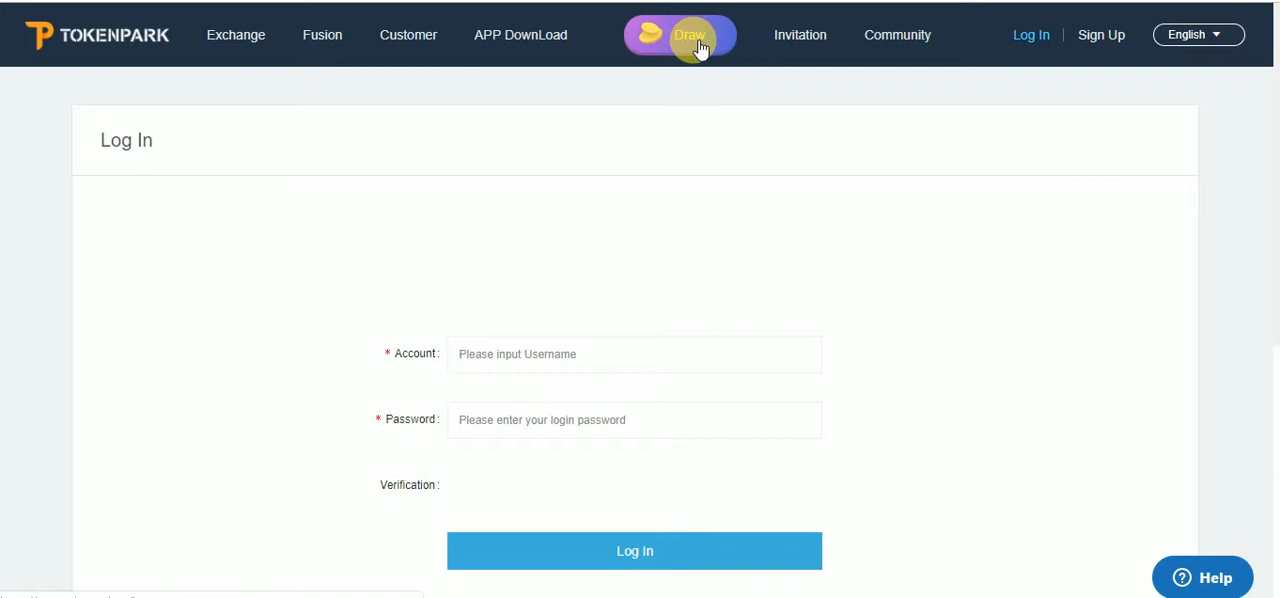 TOKENPARK Exchange Fusion Customer APP DownLoad Draw Invitation Community Log In Sign Up English
Log In
* Account: Please input Username
* Password: Please enter your login password
Verification:
Log In
? Help